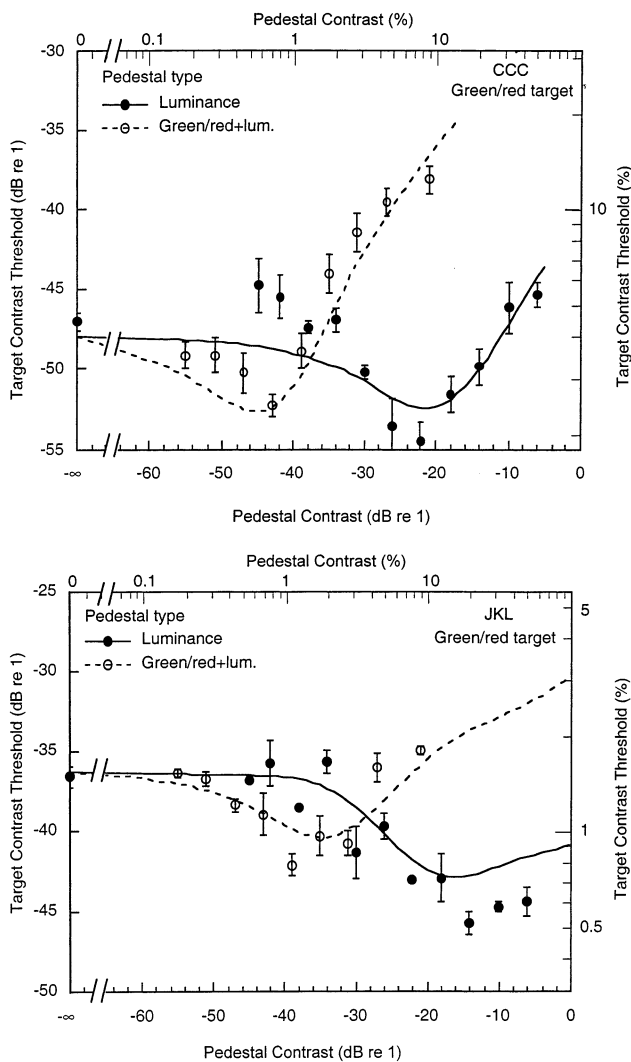 Pedestal Contrast (%)
0 0.1 1 10
-30
Pedestal type
CCC
Luminance
Green/red target
Green/red+lum.
-35
-40
10
-45
-50
-55
Target Contrast Threshold (dB re 1)
Target Contrast Threshold (%)
-∞ -60 -50 -40 -30 -20 -10 0
Pedestal Contrast (dB re 1)
Pedestal Contrast (%)
0 0.1 1 10
-25
5
Pedestal type
JKL
Luminance
Green/red target
Green/red+lum.
-30
-35
-40
1
-45
0.5
-50
Target Contrast Threshold (dB re 1)
Target Contrast Threshold (%)
-∞ -60 -50 -40 -30 -20 -10 0
Pedestal Contrast (dB re 1)